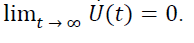 lim_{t → ∞} U̇(t) = 0.